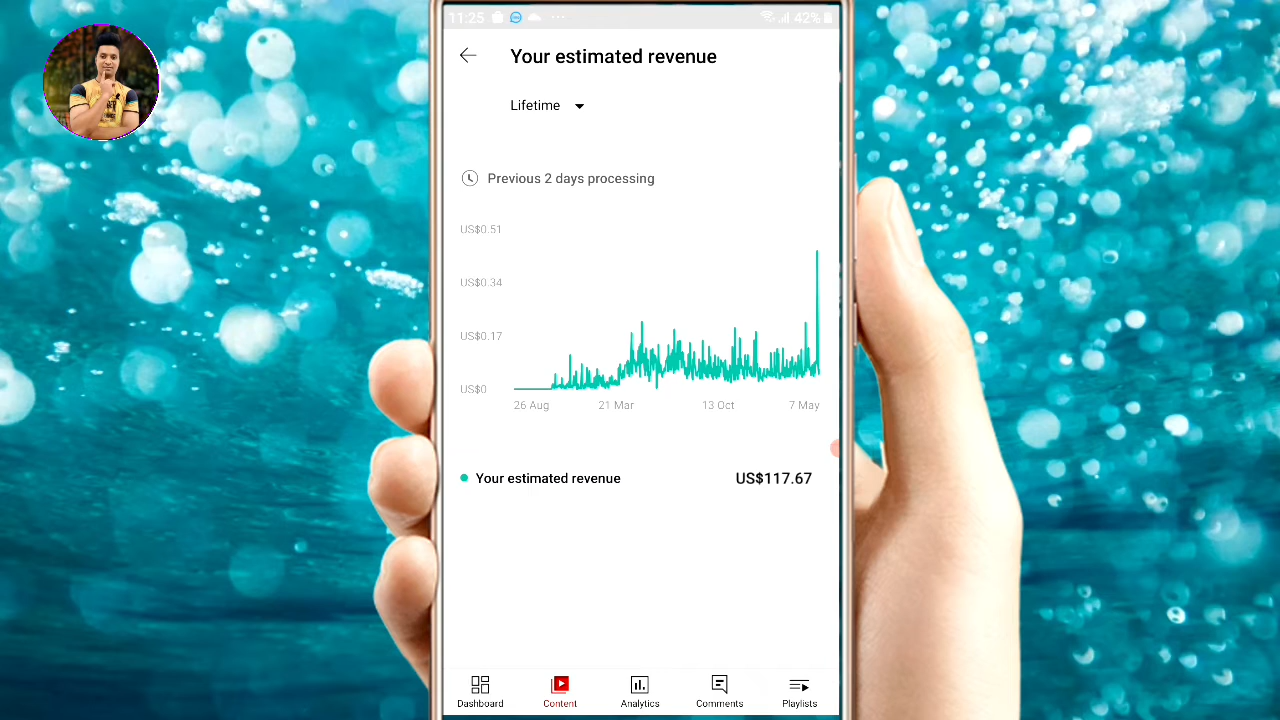 11:25
42%
Your estimated revenue
Lifetime
Previous 2 days processing
US$0.51
US$0.34
US$0.17
US$0
26 Aug 21 Mar 13 Oct 7 May
Your estimated revenue US$117.67
Dashboard Content Analytics Comments Playlists